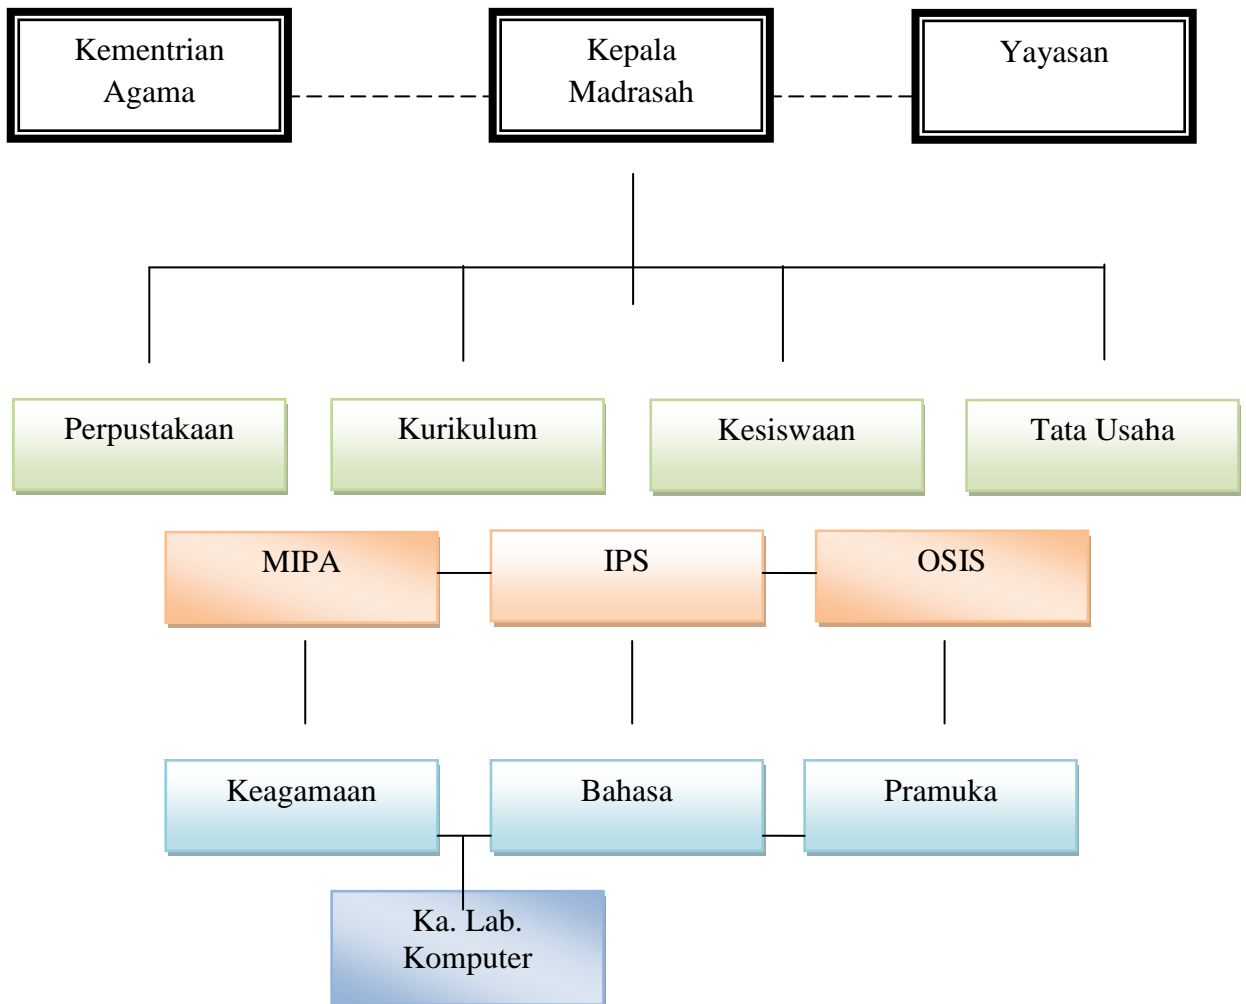 Kementrian
Agama
Kepala
Madrasah
Yayasan
Perpustakaan
Kurikulum
Kesiswaan
Tata Usaha
MIPA
IPS
OSIS
Keagamaan
Bahasa
Pramuka
Ka. Lab.
Komputer